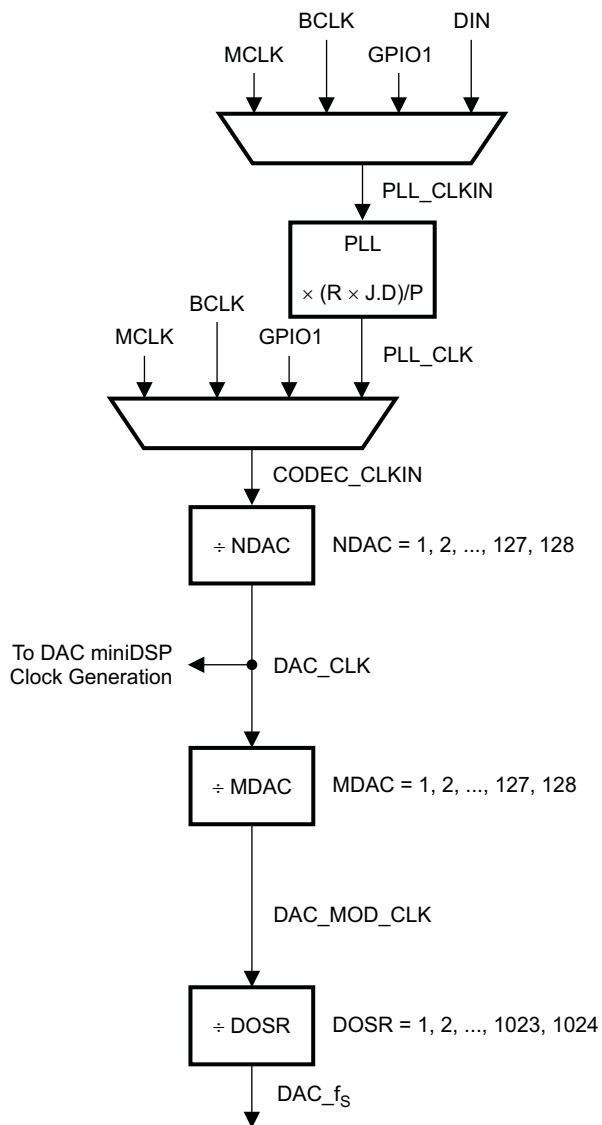 BCLK
DIN
MCLK
GPIO1
PLL_CLKIN
PLL
× (R × J.D)/P
BCLK
MCLK
GPIO1
PLL_CLK
CODEC_CLKIN
÷ NDAC
NDAC = 1, 2, ..., 127, 128
To DAC miniDSP
Clock Generation
DAC_CLK
÷ MDAC
MDAC = 1, 2, ..., 127, 128
DAC_MOD_CLK
÷ DOSR
DOSR = 1, 2, ..., 1023, 1024
DAC_fS